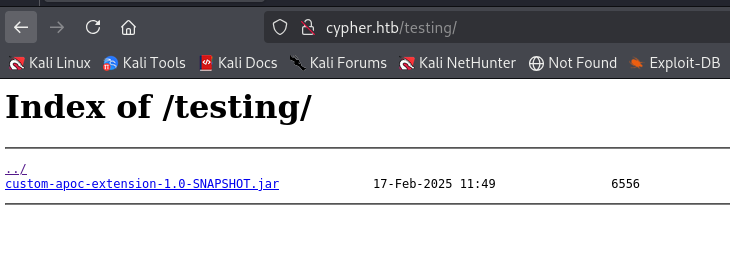 cypher.htb/testing/
Kali Linux Kali Tools Kali Docs Kali Forums Kali NetHunter Not Found Exploit-DB
Index of /testing/
../
custom-apoc-extension-1.0-SNAPSHOT.jar 17-Feb-2025 11:49 6556